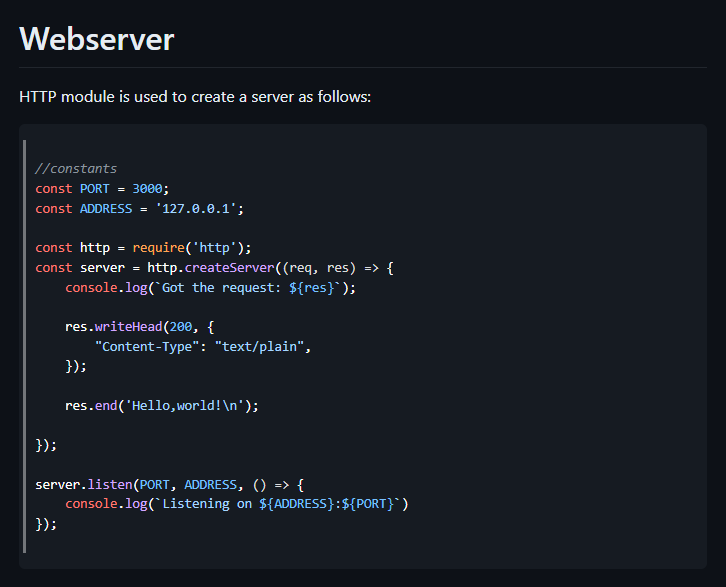 Webserver
HTTP module is used to create a server as follows:
//constants
const PORT = 3000;
const ADDRESS = '127.0.0.1';
const http = require('http');
const server = http.createServer((req, res) => {
    console.log(`Got the request: ${res}`);
    res.writeHead(200, {
        "Content-Type": "text/plain",
    });
    res.end('Hello,world!\n');
});
server.listen(PORT, ADDRESS, () => {
    console.log(`Listening on ${ADDRESS}:${PORT}`)
});